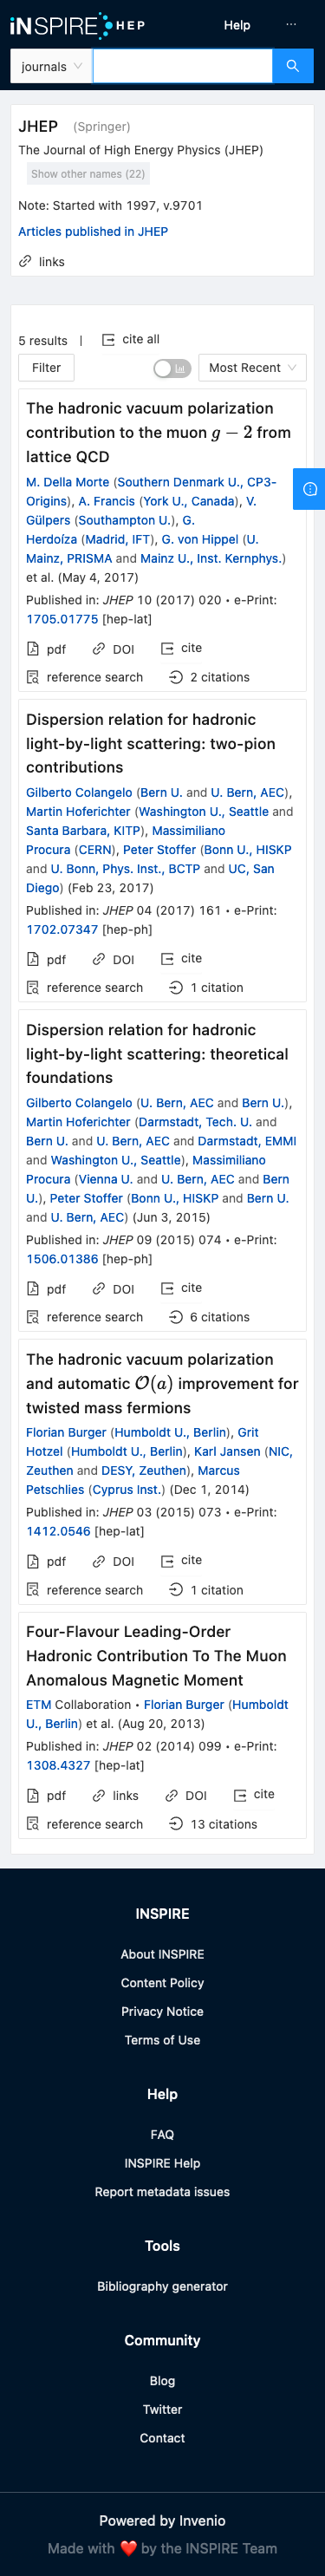 iNSPIRE HEP
Help
···
journals
JHEP (Springer)
The Journal of High Energy Physics (JHEP)
Show other names (22)
Note: Started with 1997, v.9701
Articles published in JHEP
links
5 results | cite all
Filter
Most Recent
The hadronic vacuum polarization
contribution to the muon g − 2 from
lattice QCD
M. Della Morte (Southern Denmark U., CP3-
Origins), A. Francis (York U., Canada), V.
Gülpers (Southampton U.), G.
Herdoíza (Madrid, IFT), G. von Hippel (U.
Mainz, PRISMA and Mainz U., Inst. Kernphys.)
et al. (May 4, 2017)
Published in: JHEP 10 (2017) 020 • e-Print:
1705.01775 [hep-lat]
pdf DOI cite
reference search 2 citations
Dispersion relation for hadronic
light-by-light scattering: two-pion
contributions
Gilberto Colangelo (Bern U. and U. Bern, AEC),
Martin Hoferichter (Washington U., Seattle and
Santa Barbara, KITP), Massimiliano
Procura (CERN), Peter Stoffer (Bonn U., HISKP
and U. Bonn, Phys. Inst., BCTP and UC, San
Diego) (Feb 23, 2017)
Published in: JHEP 04 (2017) 161 • e-Print:
1702.07347 [hep-ph]
pdf DOI cite
reference search 1 citation
Dispersion relation for hadronic
light-by-light scattering: theoretical
foundations
Gilberto Colangelo (U. Bern, AEC and Bern U.),
Martin Hoferichter (Darmstadt, Tech. U. and
Bern U. and U. Bern, AEC and Darmstadt, EMMI
and Washington U., Seattle), Massimiliano
Procura (Vienna U. and U. Bern, AEC and Bern
U.), Peter Stoffer (Bonn U., HISKP and Bern U.
and U. Bern, AEC) (Jun 3, 2015)
Published in: JHEP 09 (2015) 074 • e-Print:
1506.01386 [hep-ph]
pdf DOI cite
reference search 6 citations
The hadronic vacuum polarization
and automatic 𝒪(a) improvement for
twisted mass fermions
Florian Burger (Humboldt U., Berlin), Grit
Hotzel (Humboldt U., Berlin), Karl Jansen (NIC,
Zeuthen and DESY, Zeuthen), Marcus
Petschlies (Cyprus Inst.) (Dec 1, 2014)
Published in: JHEP 03 (2015) 073 • e-Print:
1412.0546 [hep-lat]
pdf DOI cite
reference search 1 citation
Four-Flavour Leading-Order
Hadronic Contribution To The Muon
Anomalous Magnetic Moment
ETM Collaboration • Florian Burger (Humboldt
U., Berlin) et al. (Aug 20, 2013)
Published in: JHEP 02 (2014) 099 • e-Print:
1308.4327 [hep-lat]
pdf links DOI cite
reference search 13 citations
INSPIRE
About INSPIRE
Content Policy
Privacy Notice
Terms of Use
Help
FAQ
INSPIRE Help
Report metadata issues
Tools
Bibliography generator
Community
Blog
Twitter
Contact
Powered by Invenio
Made with ❤️ by the INSPIRE Team